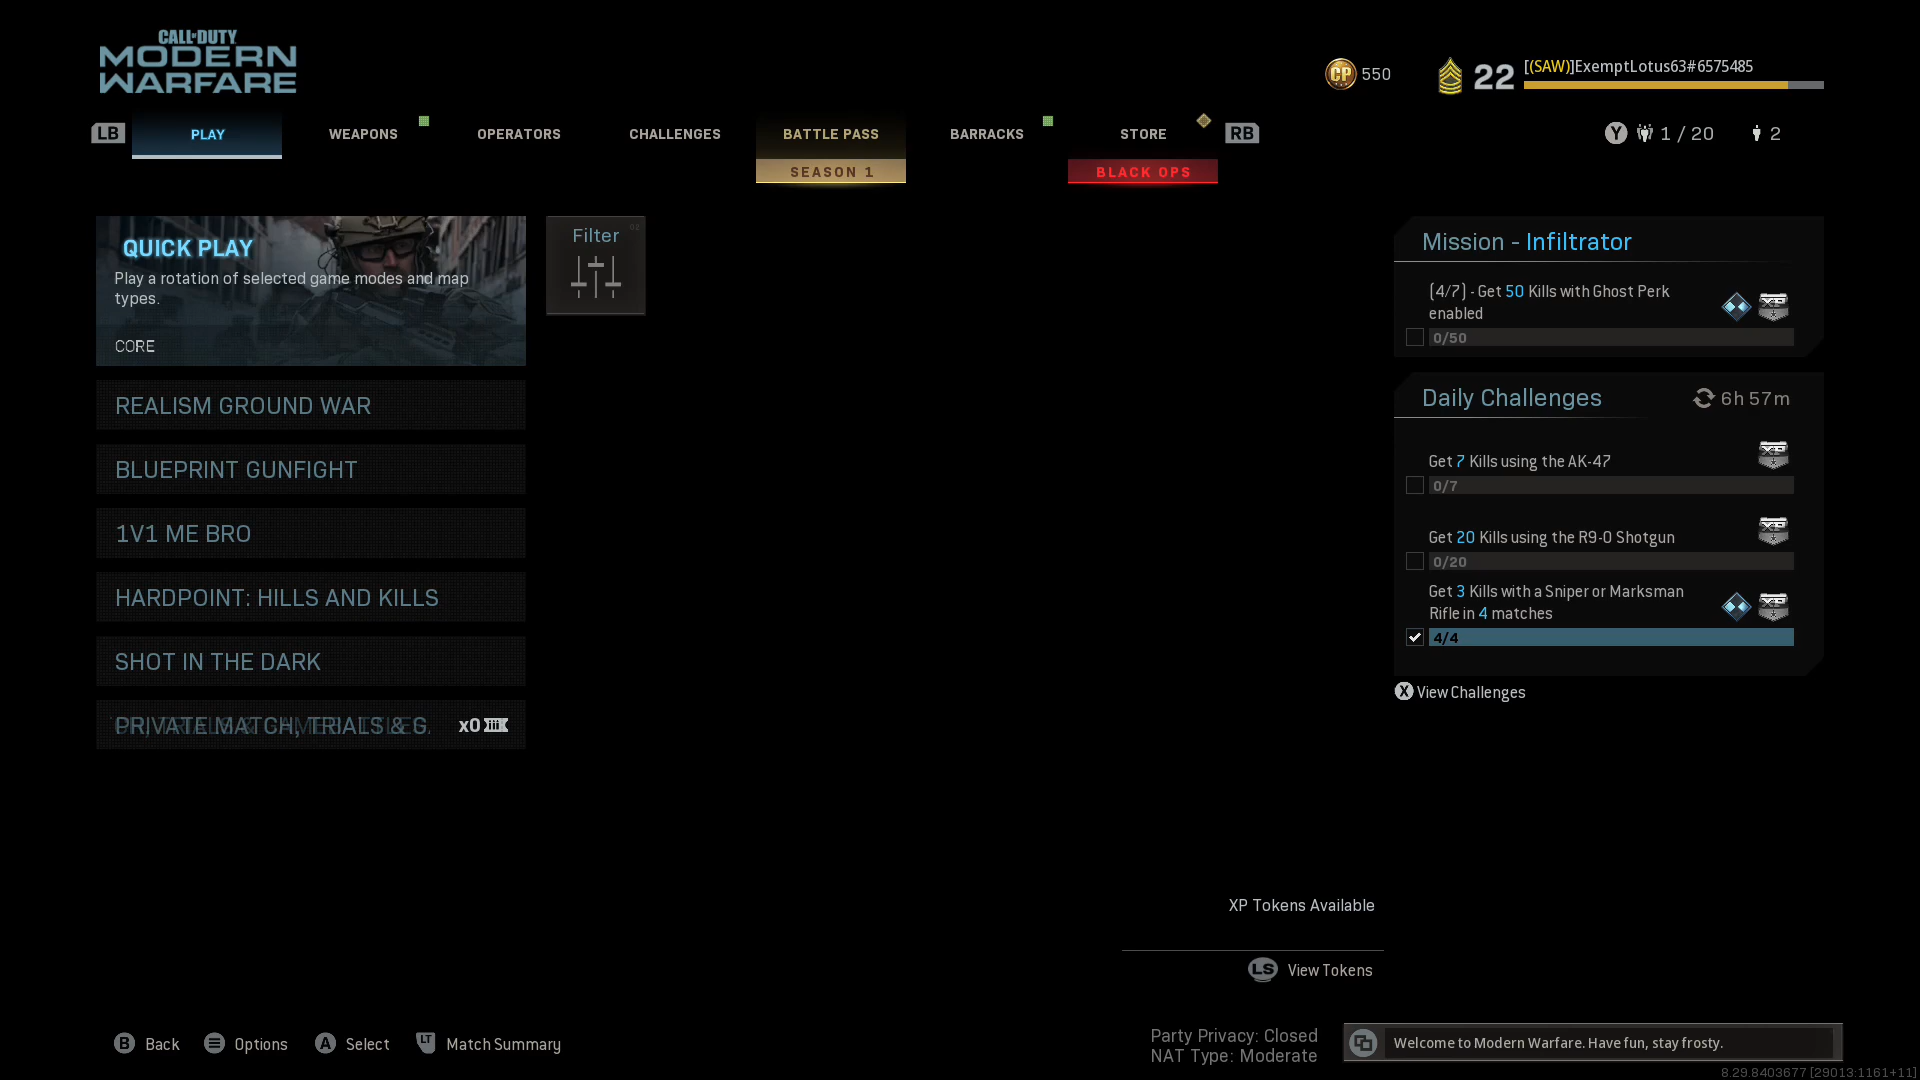 CALL OF DUTY
MODERN
WARFARE
CP 550
22
[(SAW)]ExemptLotus63#6575485
LB
PLAY
WEAPONS
OPERATORS
CHALLENGES
BATTLE PASS
BARRACKS
STORE
RB
Y 1 / 20
2
SEASON 1
BLACK OPS
QUICK PLAY
Play a rotation of selected game modes and map
types.
CORE
Filter
Mission - Infiltrator
(4/7) - Get 50 Kills with Ghost Perk
enabled
0/50
Daily Challenges
6h 57m
Get 7 Kills using the AK-47
0/7
Get 20 Kills using the R9-0 Shotgun
0/20
Get 3 Kills with a Sniper or Marksman
Rifle in 4 matches
4/4
X View Challenges
REALISM GROUND WAR
BLUEPRINT GUNFIGHT
1V1 ME BRO
HARDPOINT: HILLS AND KILLS
SHOT IN THE DARK
PRIVATE MATCH, TRIALS & G
x0
XP Tokens Available
LS View Tokens
B Back
Options
A Select
LT Match Summary
Party Privacy: Closed
NAT Type: Moderate
Welcome to Modern Warfare. Have fun, stay frosty.
8.29.8403677 [29013:1161+11]